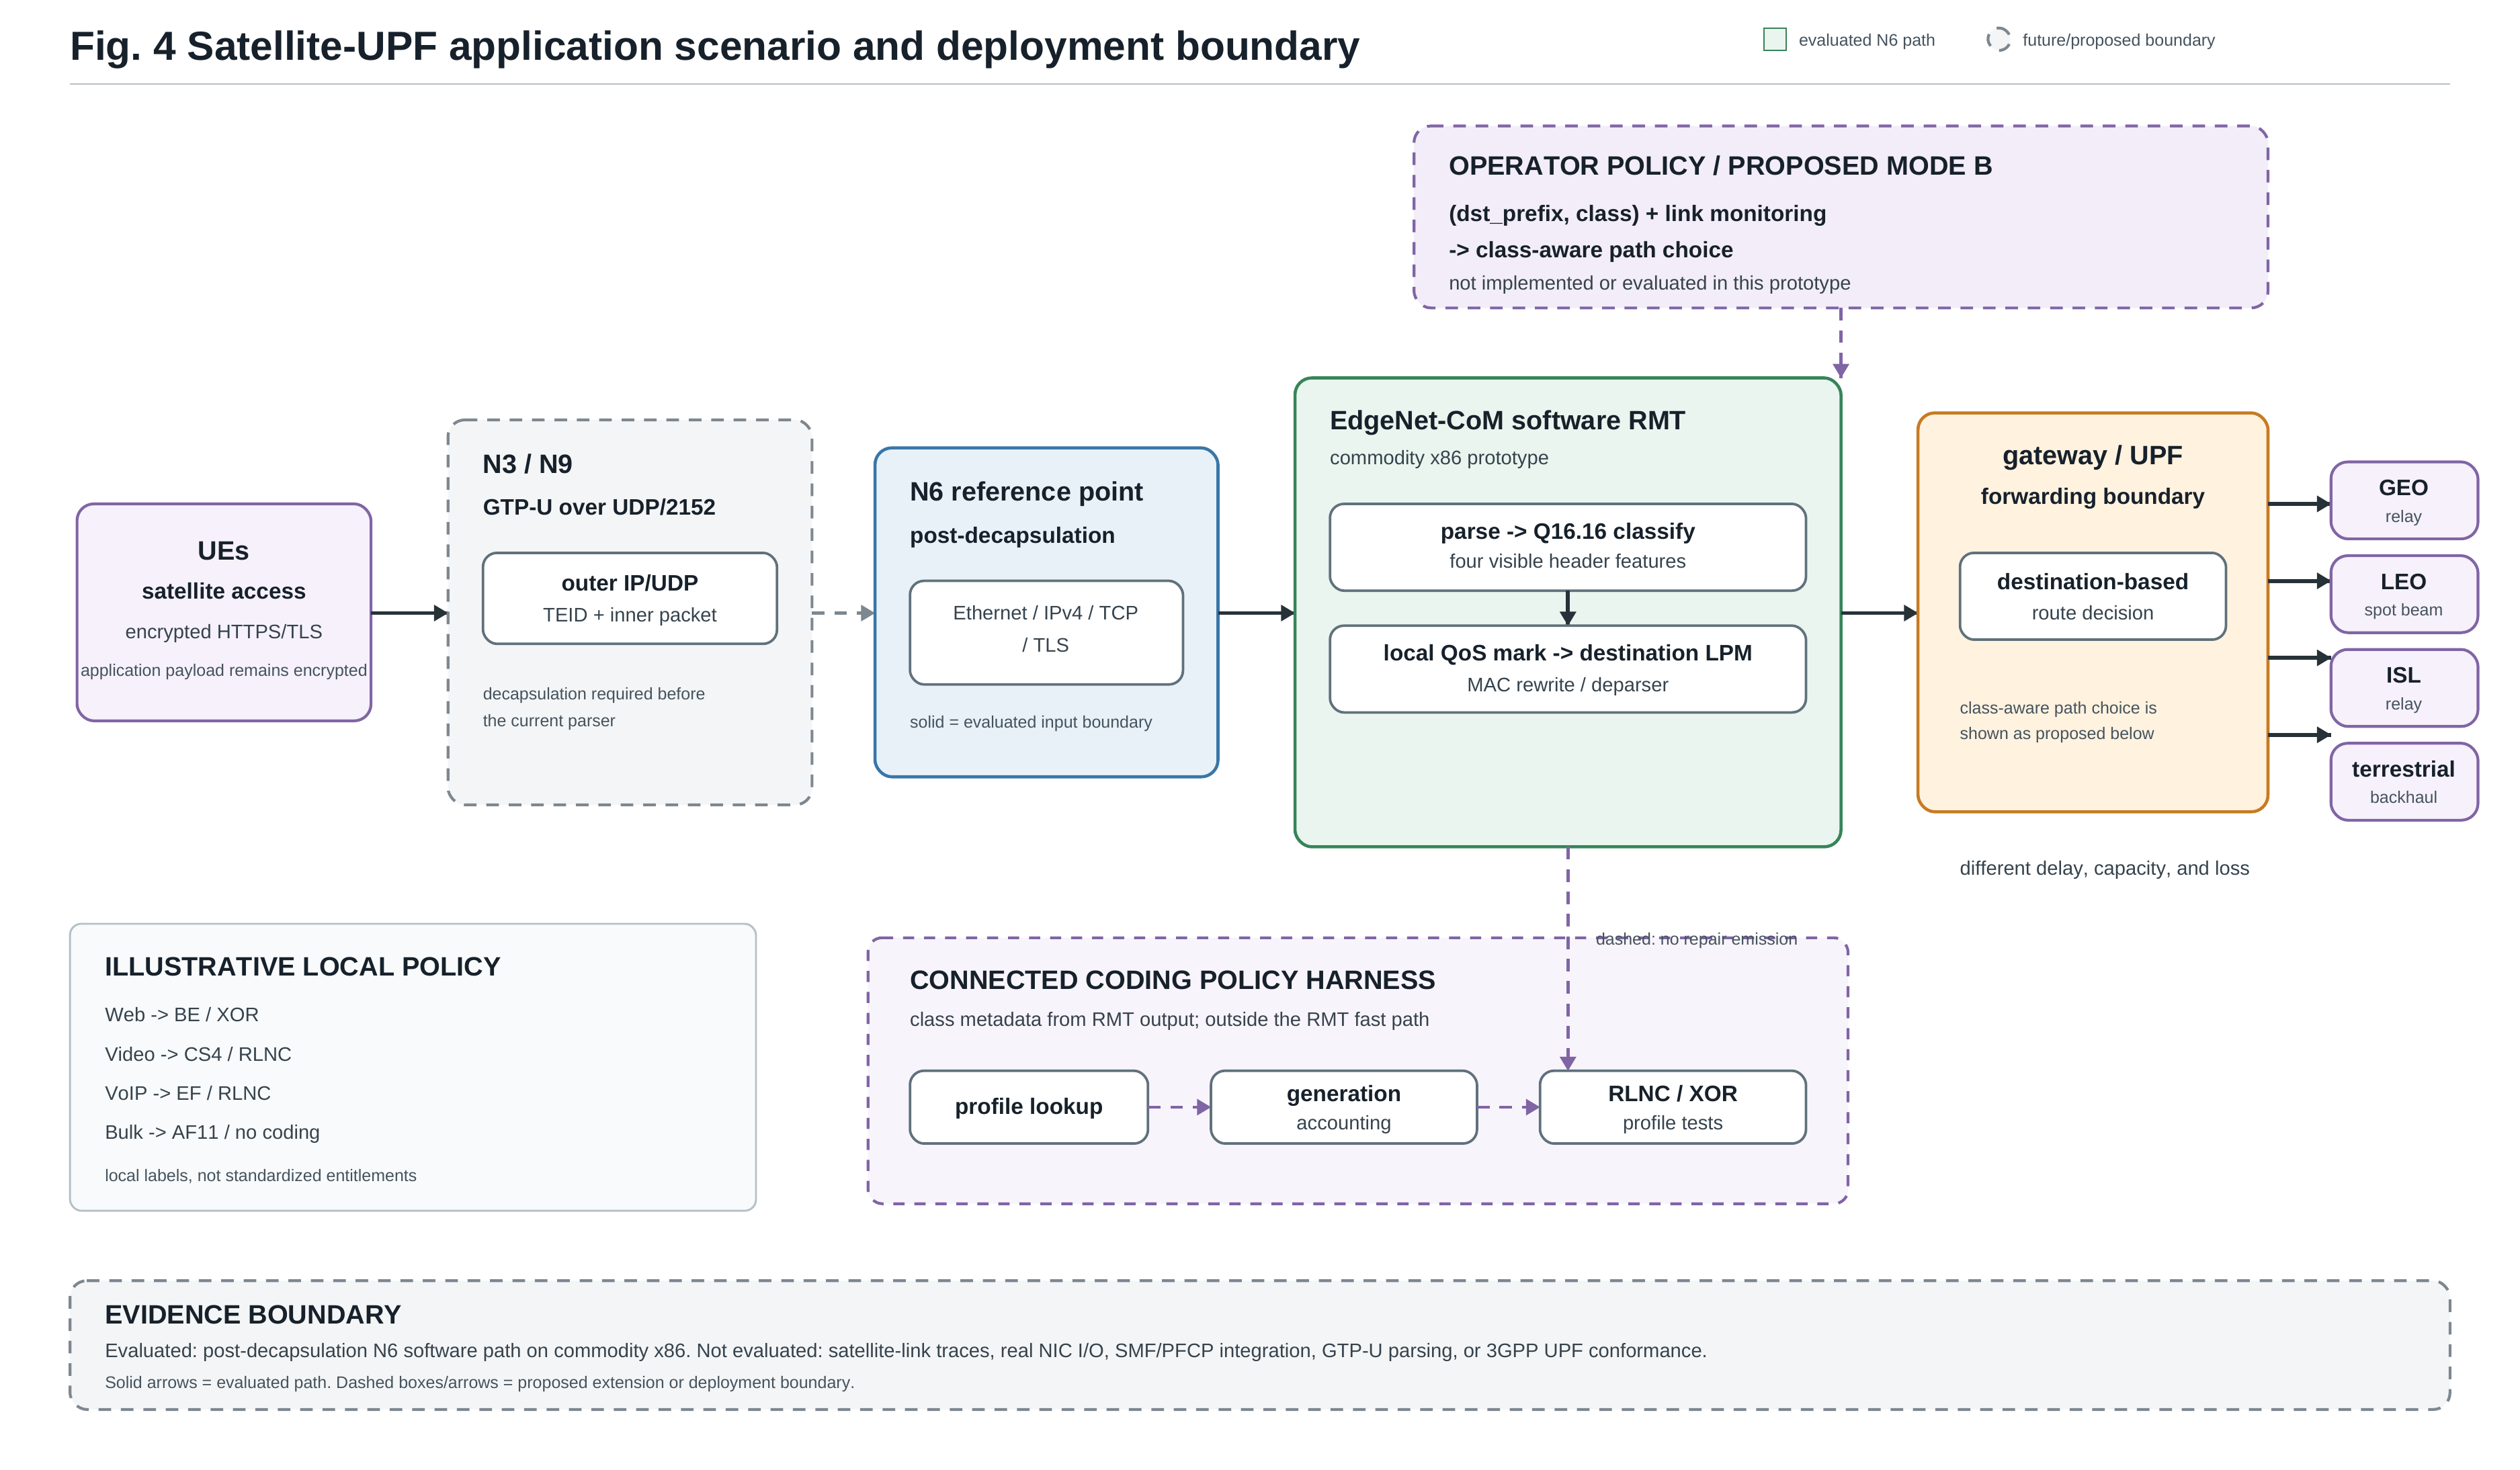 Fig. 4 Satellite-UPF application scenario and deployment boundary
evaluated N6 path
future/proposed boundary
OPERATOR POLICY / PROPOSED MODE B
(dst_prefix, class) + link monitoring
-> class-aware path choice
not implemented or evaluated in this prototype
UEs
satellite access
encrypted HTTPS/TLS
application payload remains encrypted
N3 / N9
GTP-U over UDP/2152
outer IP/UDP
TEID + inner packet
decapsulation required before
the current parser
N6 reference point
post-decapsulation
Ethernet / IPv4 / TCP
/ TLS
solid = evaluated input boundary
EdgeNet-CoM software RMT
commodity x86 prototype
parse -> Q16.16 classify
four visible header features
local QoS mark -> destination LPM
MAC rewrite / deparser
gateway / UPF
forwarding boundary
destination-based
route decision
class-aware path choice is
shown as proposed below
GEO
relay
LEO
spot beam
ISL
relay
terrestrial
backhaul
different delay, capacity, and loss
ILLUSTRATIVE LOCAL POLICY
Web -> BE / XOR
Video -> CS4 / RLNC
VoIP -> EF / RLNC
Bulk -> AF11 / no coding
local labels, not standardized entitlements
dashed: no repair emission
CONNECTED CODING POLICY HARNESS
class metadata from RMT output; outside the RMT fast path
profile lookup
generation
accounting
RLNC / XOR
profile tests
EVIDENCE BOUNDARY
Evaluated: post-decapsulation N6 software path on commodity x86. Not evaluated: satellite-link traces, real NIC I/O, SMF/PFCP integration, GTP-U parsing, or 3GPP UPF conformance.
Solid arrows = evaluated path. Dashed boxes/arrows = proposed extension or deployment boundary.